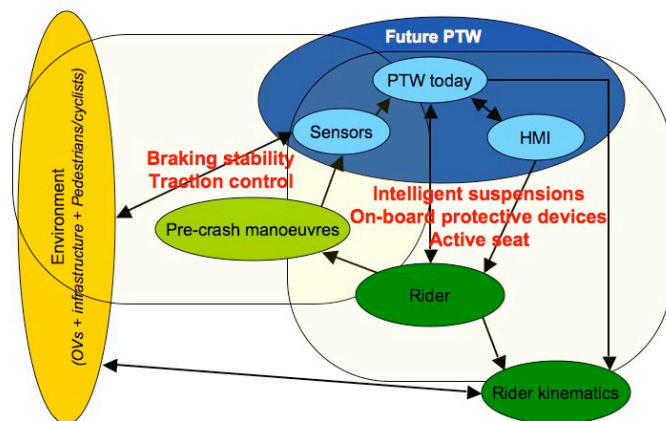 Future PTW
PTW today
Sensors
HMI
Braking stability
Traction control
Intelligent suspensions
On-board protective devices
Active seat
Pre-crash manoeuvres
Rider
Rider kinematics
Environment
(OVs + infrastructure + Pedestrians/cyclists)